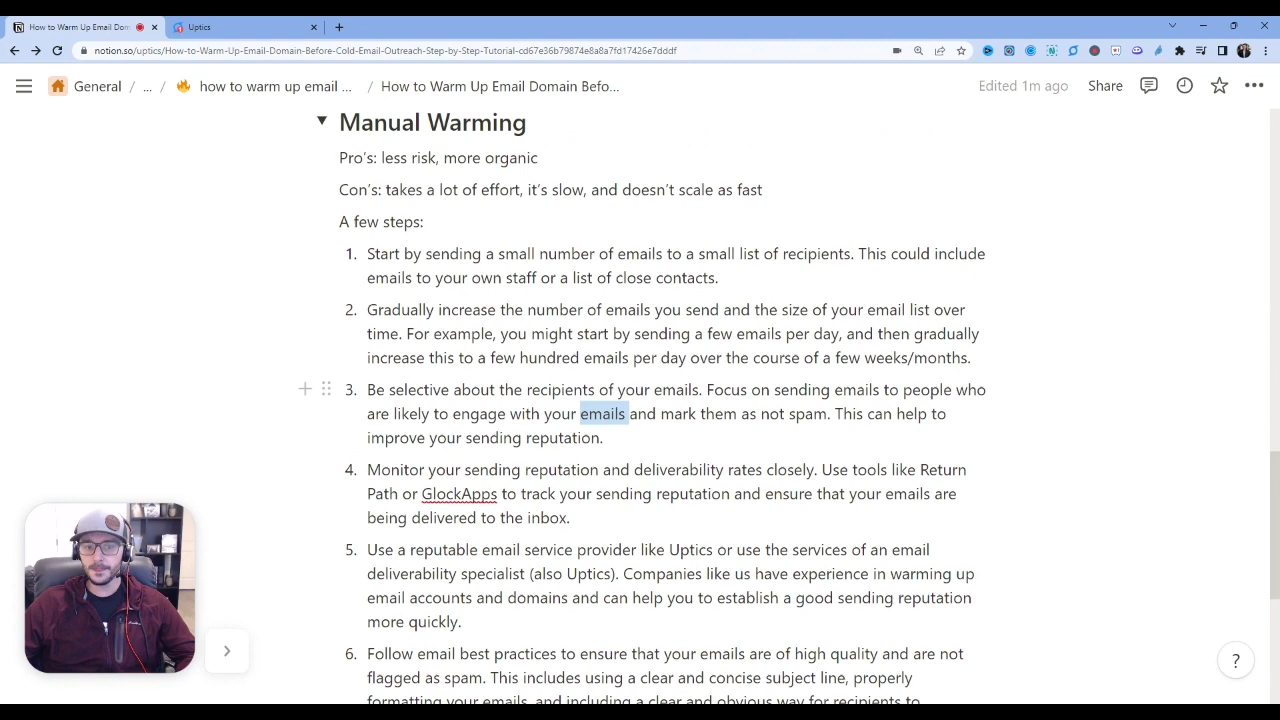 How to Warm Up Email Dom
Uptics
notion.so/uptics/How-to-Warm-Up-Email-Domain-Before-Cold-Email-Outreach-Step-by-Step-Tutorial-cd67e36b79874e8a8a7fd17426e7dddf
General / ... / how to warm up email ... / How to Warm Up Email Domain Befo...
Edited 1m ago Share
Manual Warming
Pro's: less risk, more organic
Con's: takes a lot of effort, it's slow, and doesn't scale as fast
A few steps:
1. Start by sending a small number of emails to a small list of recipients. This could include
emails to your own staff or a list of close contacts.
2. Gradually increase the number of emails you send and the size of your email list over
time. For example, you might start by sending a few emails per day, and then gradually
increase this to a few hundred emails per day over the course of a few weeks/months.
3. Be selective about the recipients of your emails. Focus on sending emails to people who
are likely to engage with your emails and mark them as not spam. This can help to
improve your sending reputation.
4. Monitor your sending reputation and deliverability rates closely. Use tools like Return
Path or GlockApps to track your sending reputation and ensure that your emails are
being delivered to the inbox.
5. Use a reputable email service provider like Uptics or use the services of an email
deliverability specialist (also Uptics). Companies like us have experience in warming up
email accounts and domains and can help you to establish a good sending reputation
more quickly.
6. Follow email best practices to ensure that your emails are of high quality and are not
flagged as spam. This includes using a clear and concise subject line, properly
formatting your emails, and including a clear and obvious way for recipients to
?